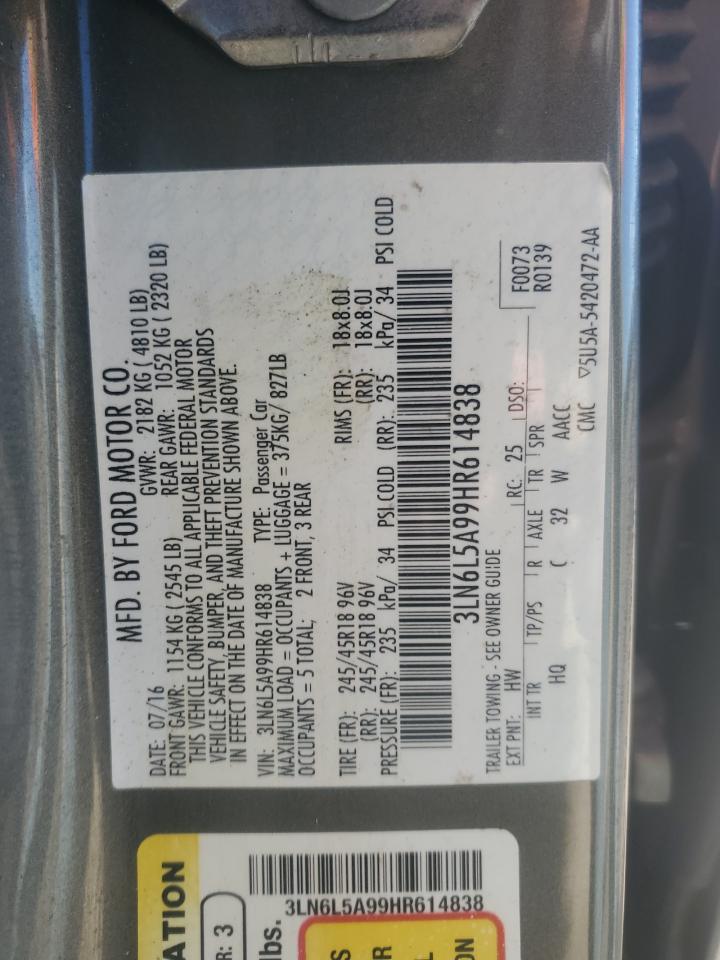 MFD. BY FORD MOTOR CO.
DATE: 07/16 GVWR: 2182 KG ( 4810 LB)
FRONT GAWR: 1154 KG ( 2545 LB) REAR GAWR: 1052 KG ( 2320 LB)
THIS VEHICLE CONFORMS TO ALL APPLICABLE FEDERAL MOTOR
VEHICLE SAFETY, BUMPER, AND THEFT PREVENTION STANDARDS
IN EFFECT ON THE DATE OF MANUFACTURE SHOWN ABOVE.
VIN: 3LN6L5A99HR614838 TYPE: Passenger Car
MAXIMUM LOAD = OCCUPANTS + LUGGAGE = 375KG/ 827LB
OCCUPANTS = 5 TOTAL; 2 FRONT, 3 REAR
TIRE (FR): 245/45R18 96V RIMS (FR): 18x8.0J
(RR): 245/45R18 96V (RR): 18x8.0J
PRESSURE (FR): 235 kPa/ 34 PSI COLD (RR): 235 kPa/ 34 PSI COLD
3LN6L5A99HR614838
TRAILER TOWING - SEE OWNER GUIDE
F0073
EXT PNT: HW RC: 25 DSO: R0139
INT TR TP/PS R AXLE TR SPR
HQ C 32 W AACC
CMC ▽5U5A-5420472-AA
ATION
R: 3
3LN6L5A99HR614838
lbs.
S
ER
L
ON